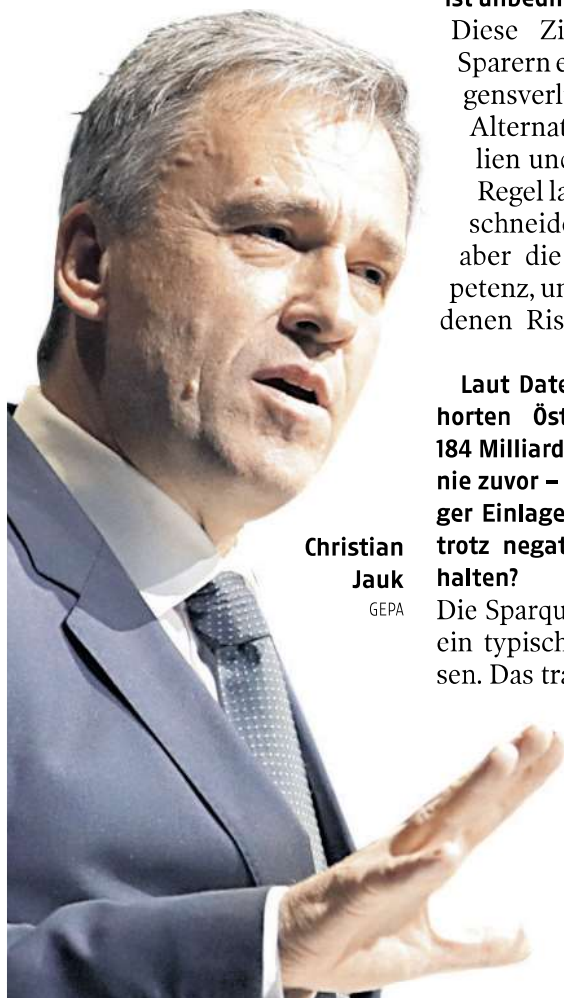 Diese Zi
Sparern e
gensverl
Alternat
lien und
Regel la
schneid
aber die
petenz, un
denen Ris
Laut Date
horten Öst
184 Milliard
nie zuvor –
ger Einlage
trotz negat
halten?
Die Sparqu
ein typisch
sen. Das tra
Christian
Jauk
GEPA